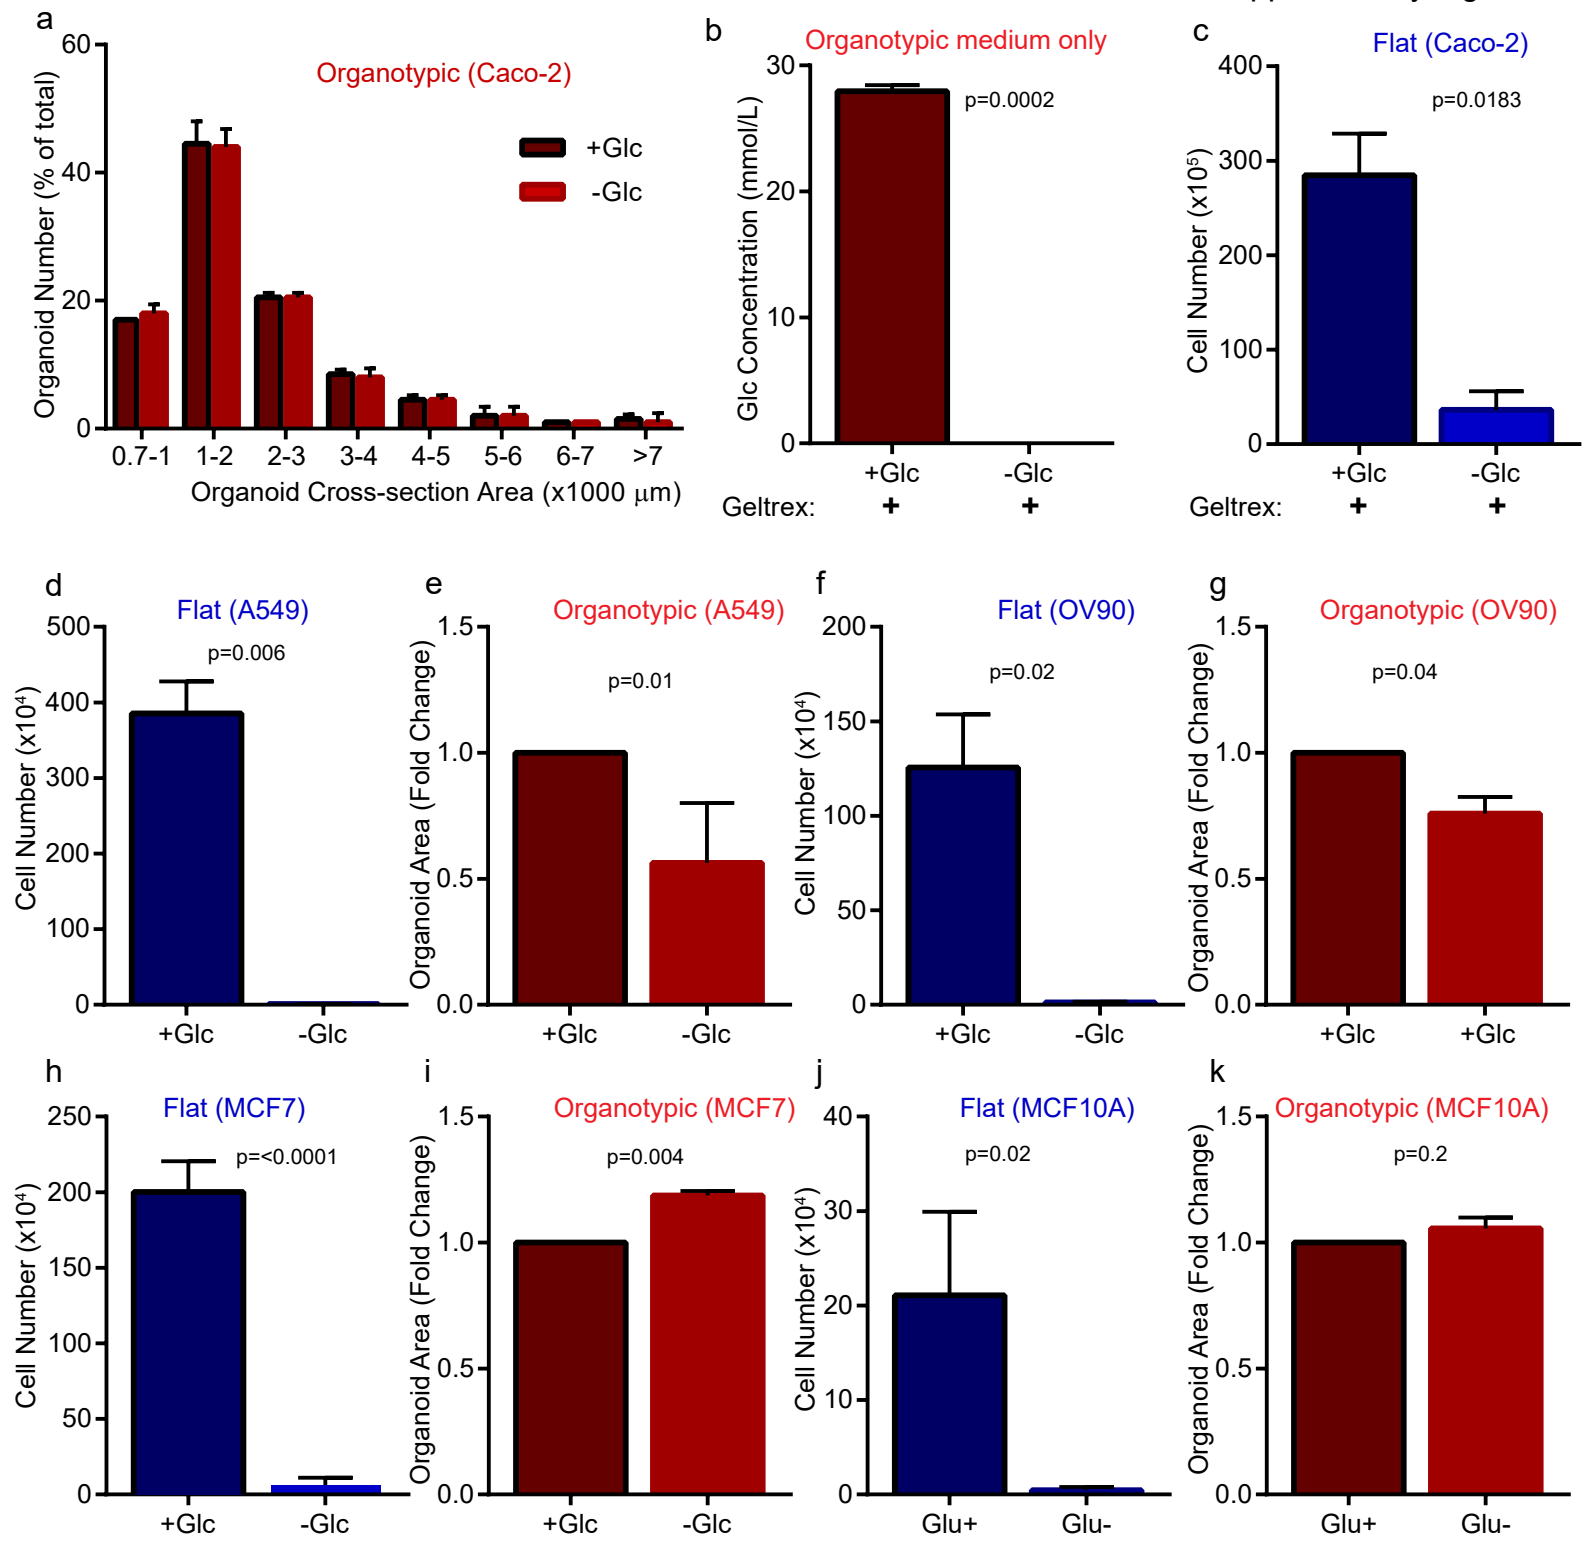 a
Organotypic (Caco-2)
Organoid Number (% of total)
60
40
20
0
+Glc
-Glc
0.7-1 1-2 2-3 3-4 4-5 5-6 6-7 >7
Organoid Cross-section Area (x1000 μm)
b
Organotypic medium only
Glc Concentration (mmol/L)
30
20
10
0
p=0.0002
+Glc -Glc
Geltrex: + +
c
Flat (Caco-2)
Cell Number (x10⁵)
400
300
200
100
0
p=0.0183
+Glc -Glc
Geltrex: + +
d
Flat (A549)
Cell Number (x10⁴)
500
400
300
200
100
0
p=0.006
+Glc -Glc
e
Organotypic (A549)
Organoid Area (Fold Change)
1.5
1.0
0.5
0.0
p=0.01
+Glc -Glc
f
Flat (OV90)
Cell Number (x10⁴)
200
150
100
50
0
p=0.02
+Glc -Glc
g
Organotypic (OV90)
Organoid Area (Fold Change)
1.5
1.0
0.5
0.0
p=0.04
+Glc +Glc
h
Flat (MCF7)
Cell Number (x10⁴)
250
200
150
100
50
0
p=<0.0001
+Glc -Glc
i
Organotypic (MCF7)
Organoid Area (Fold Change)
1.5
1.0
0.5
0.0
p=0.004
+Glc -Glc
j
Flat (MCF10A)
Cell Number (x10⁴)
40
30
20
10
0
p=0.02
Glu+ Glu-
k
Organotypic (MCF10A)
Organoid Area (Fold Change)
1.5
1.0
0.5
0.0
p=0.2
Glu+ Glu-